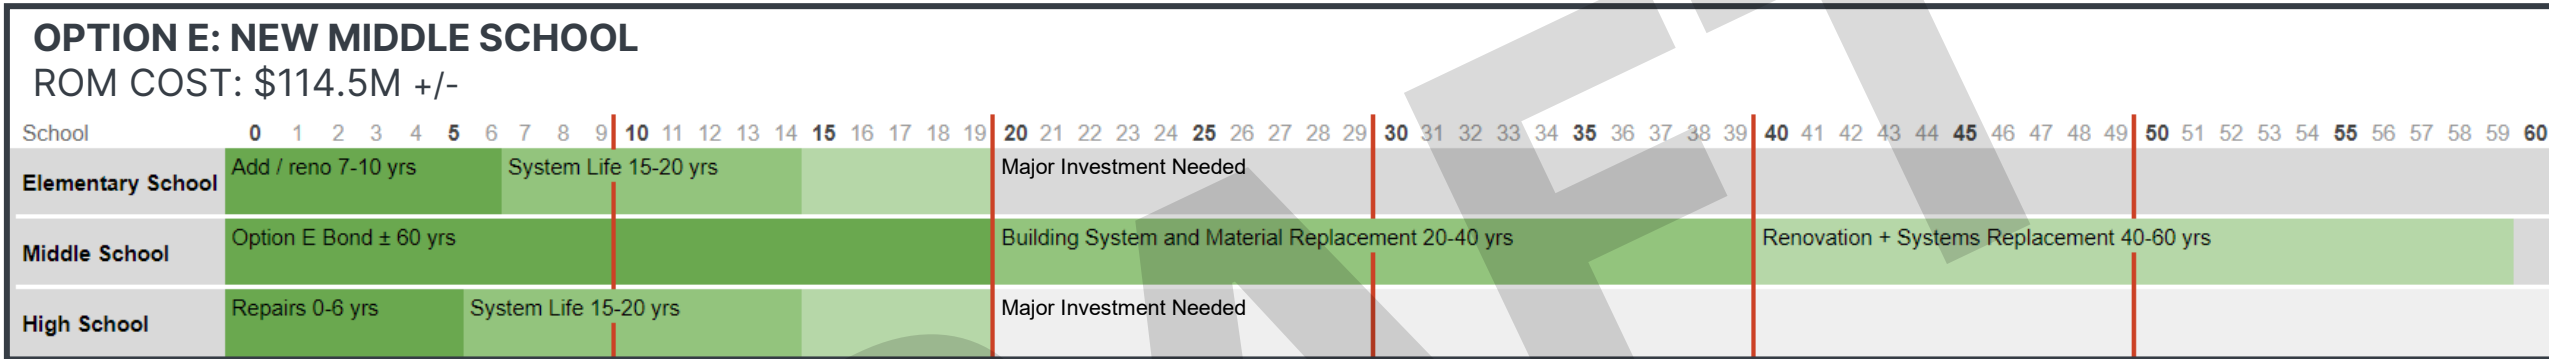 OPTION E: NEW MIDDLE SCHOOL
ROM COST: $114.5M +/-
School 0 1 2 3 4 5 6 7 8 9 10 11 12 13 14 15 16 17 18 19 20 21 22 23 24 25 26 27 28 29 30 31 32 33 34 35 36 37 38 39 40 41 42 43 44 45 46 47 48 49 50 51 52 53 54 55 56 57 58 59 60
Elementary School Add / reno 7-10 yrs System Life 15-20 yrs Major Investment Needed
Middle School Option E Bond ± 60 yrs Building System and Material Replacement 20-40 yrs Renovation + Systems Replacement 40-60 yrs
High School Repairs 0-6 yrs System Life 15-20 yrs Major Investment Needed